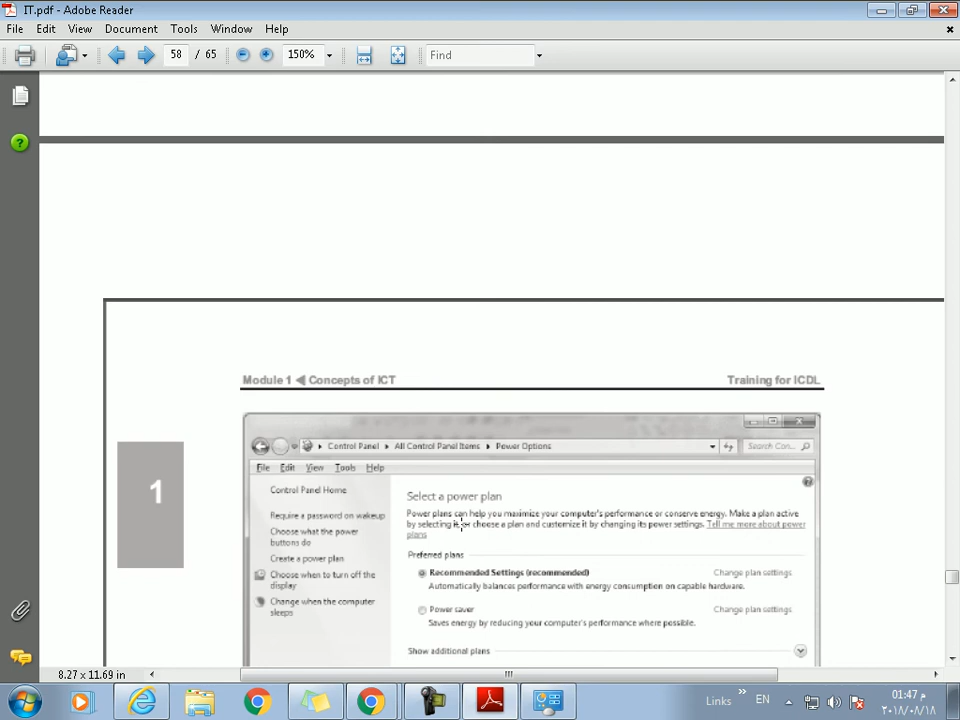 IT.pdf - Adobe Reader
File Edit View Document Tools Window Help
58 / 65 150% Find
Module 1 ◀ Concepts of ICT Training for ICDL
1
Control Panel ▸ All Control Panel Items ▸ Power Options Search Con...
File Edit View Tools Help
Control Panel Home
Require a password on wakeup
Choose what the power
buttons do
Create a power plan
Choose when to turn off the
display
Change when the computer
sleeps
Select a power plan
Power plans can help you maximize your computer's performance or conserve energy. Make a plan active
by selecting it, or choose a plan and customize it by changing its power settings. Tell me more about power
plans
Preferred plans
Recommended Settings (recommended) Change plan settings
Automatically balances performance with energy consumption on capable hardware.
Power saver Change plan settings
Saves energy by reducing your computer's performance where possible.
Show additional plans
8.27 x 11.69 in
Links » EN
01:47 م
٢٠١٨/٠٨/١٨